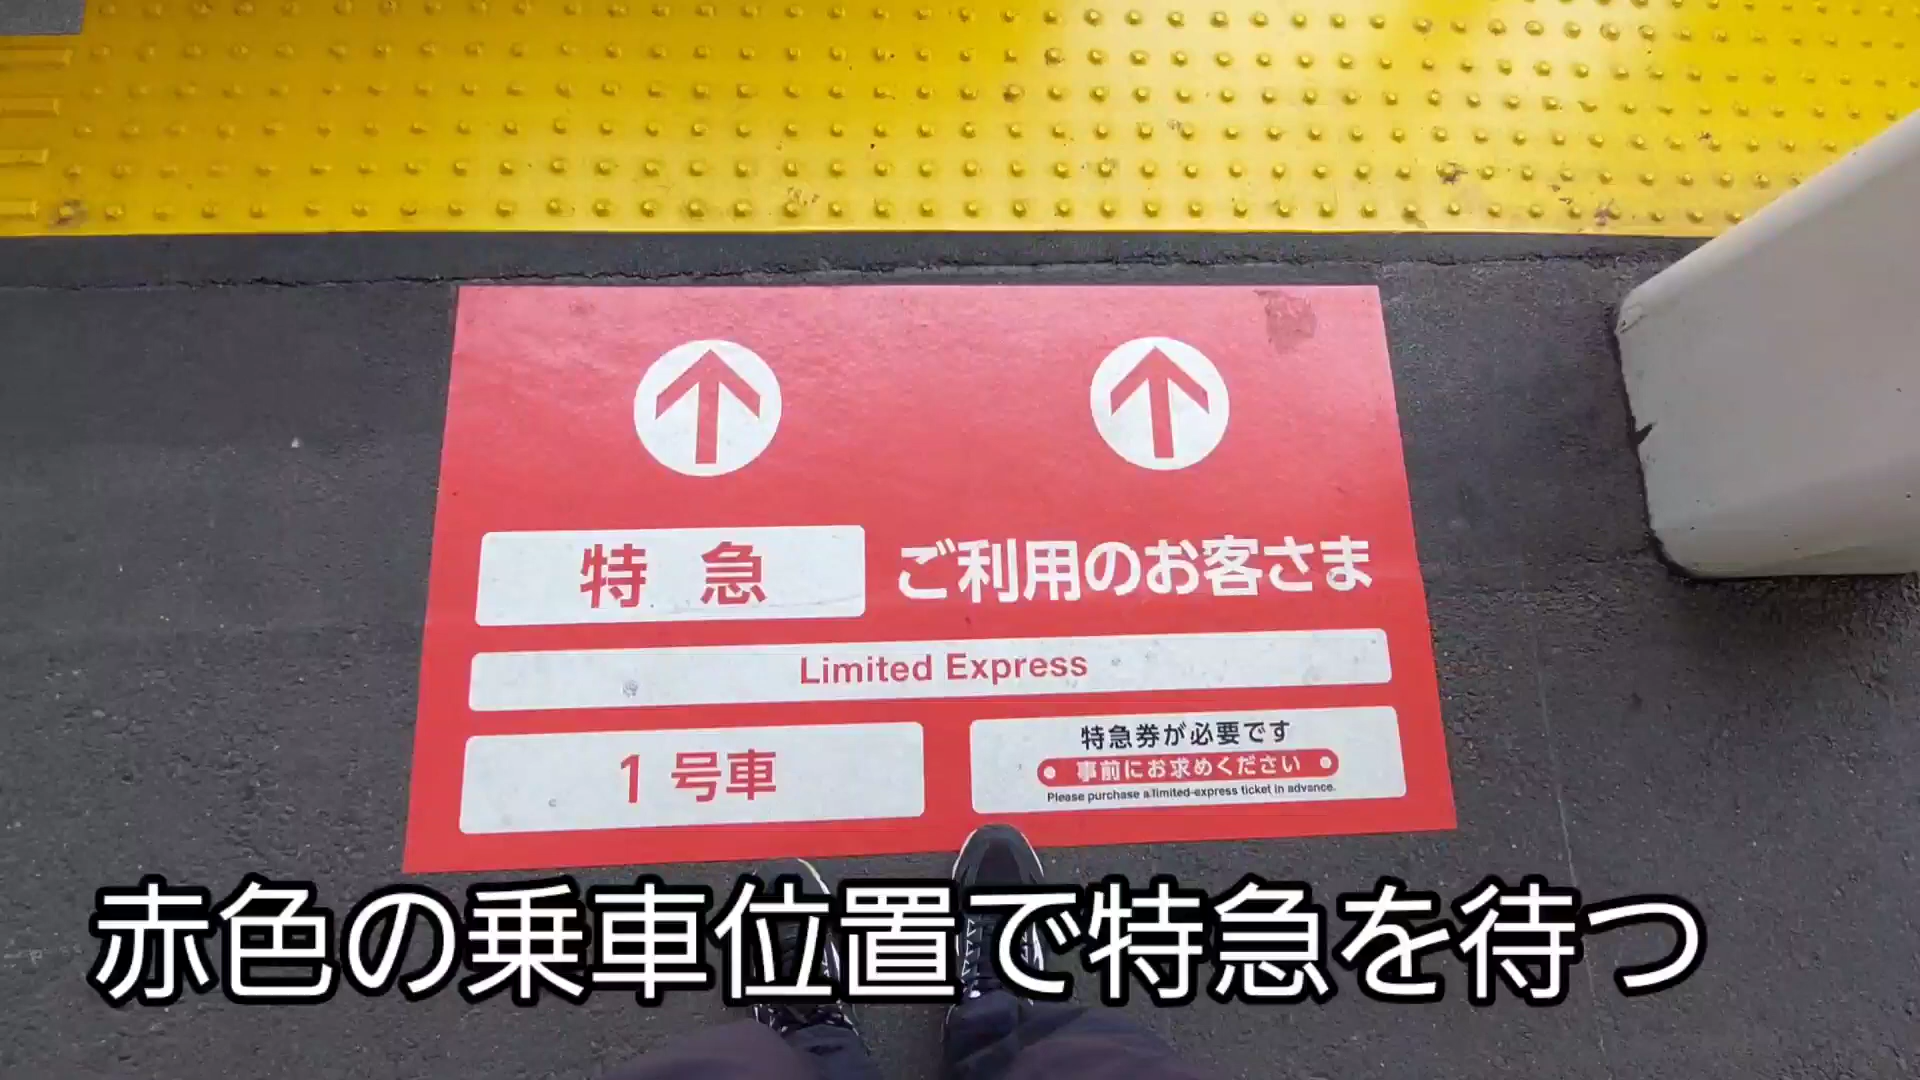 特急 ご利用のお客さま
Limited Express
1号車
特急券が必要です
事前にお求めください
Please purchase a limited-express ticket in advance.
赤色の乗車位置で特急を待つ